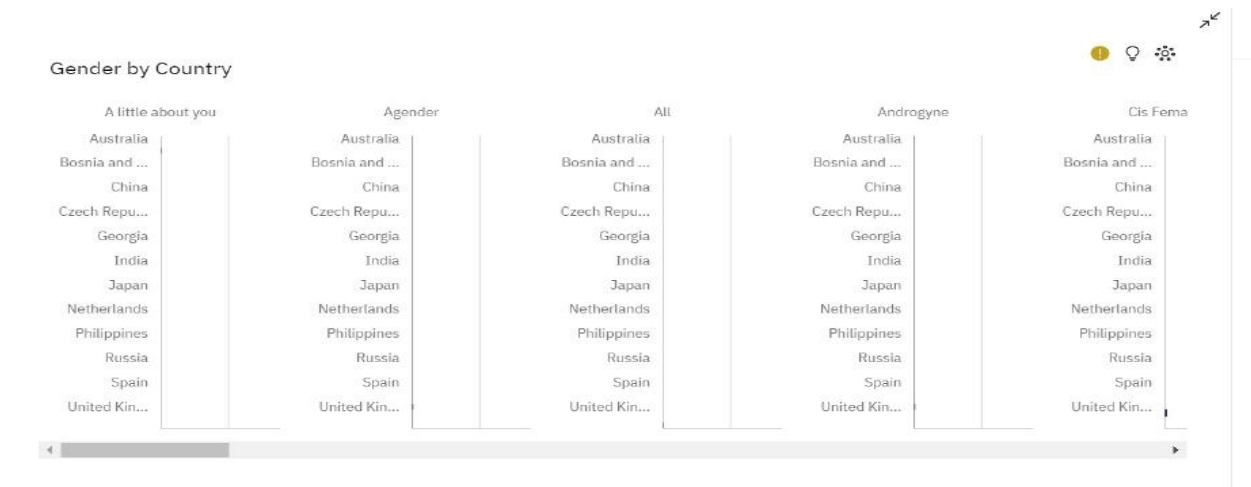 Gender by Country
A little about you Agender All Androgyne Cis Fema
Australia Australia Australia Australia Australia
Bosnia and ... Bosnia and ... Bosnia and ... Bosnia and ... Bosnia and ...
China China China China China
Czech Repu... Czech Repu... Czech Repu... Czech Repu... Czech Repu...
Georgia Georgia Georgia Georgia Georgia
India India India India India
Japan Japan Japan Japan Japan
Netherlands Netherlands Netherlands Netherlands Netherlands
Philippines Philippines Philippines Philippines Philippines
Russia Russia Russia Russia Russia
Spain Spain Spain Spain Spain
United Kin... United Kin... United Kin... United Kin... United Kin...